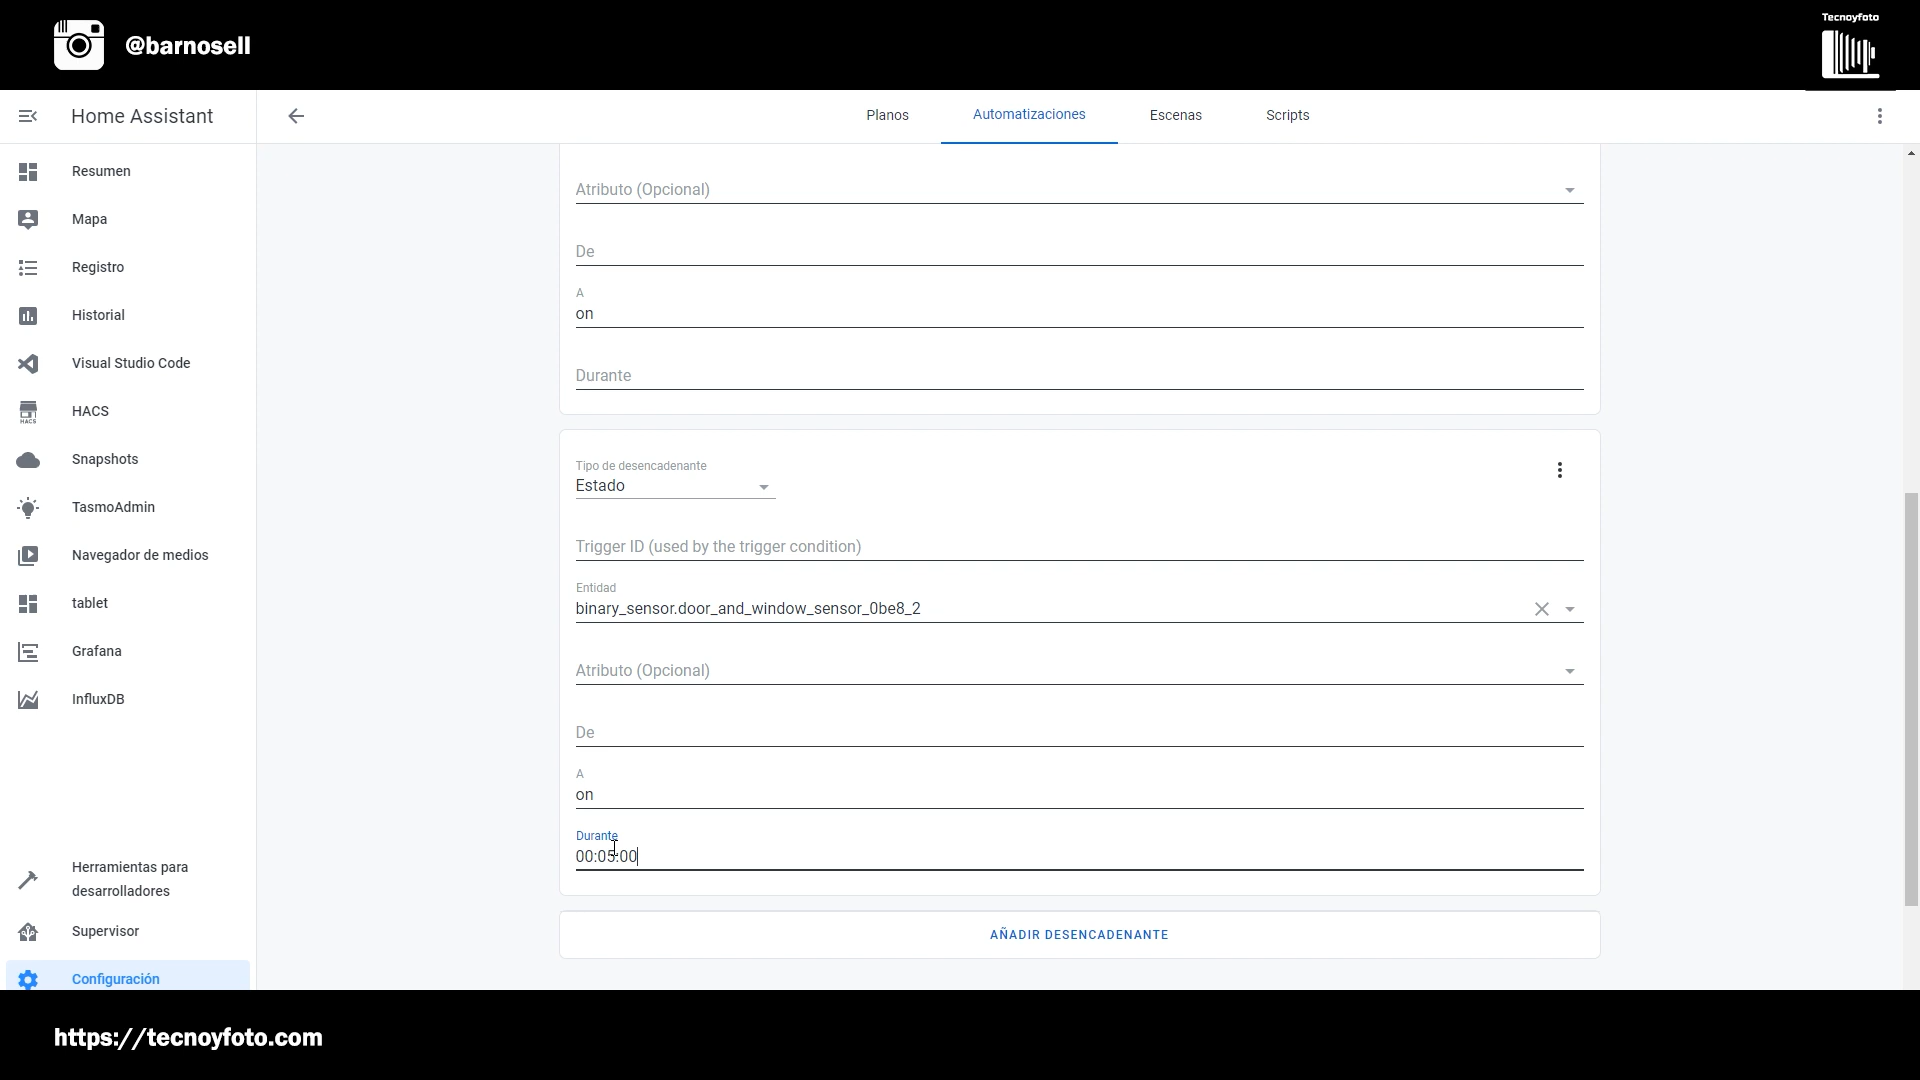 @barnosell
Tecnoyfoto
Home Assistant
Planos
Automatizaciones
Escenas
Scripts
Resumen
Mapa
Registro
Historial
Visual Studio Code
HACS
HACS
Snapshots
TasmoAdmin
Navegador de medios
tablet
Grafana
InfluxDB
Herramientas para
desarrolladores
Supervisor
Configuración
Atributo (Opcional)
De
A
on
Durante
Tipo de desencadenante
Estado
Trigger ID (used by the trigger condition)
Entidad
binary_sensor.door_and_window_sensor_0be8_2
Atributo (Opcional)
De
A
on
Durante
00:05:00
AÑADIR DESENCADENANTE
https://tecnoyfoto.com